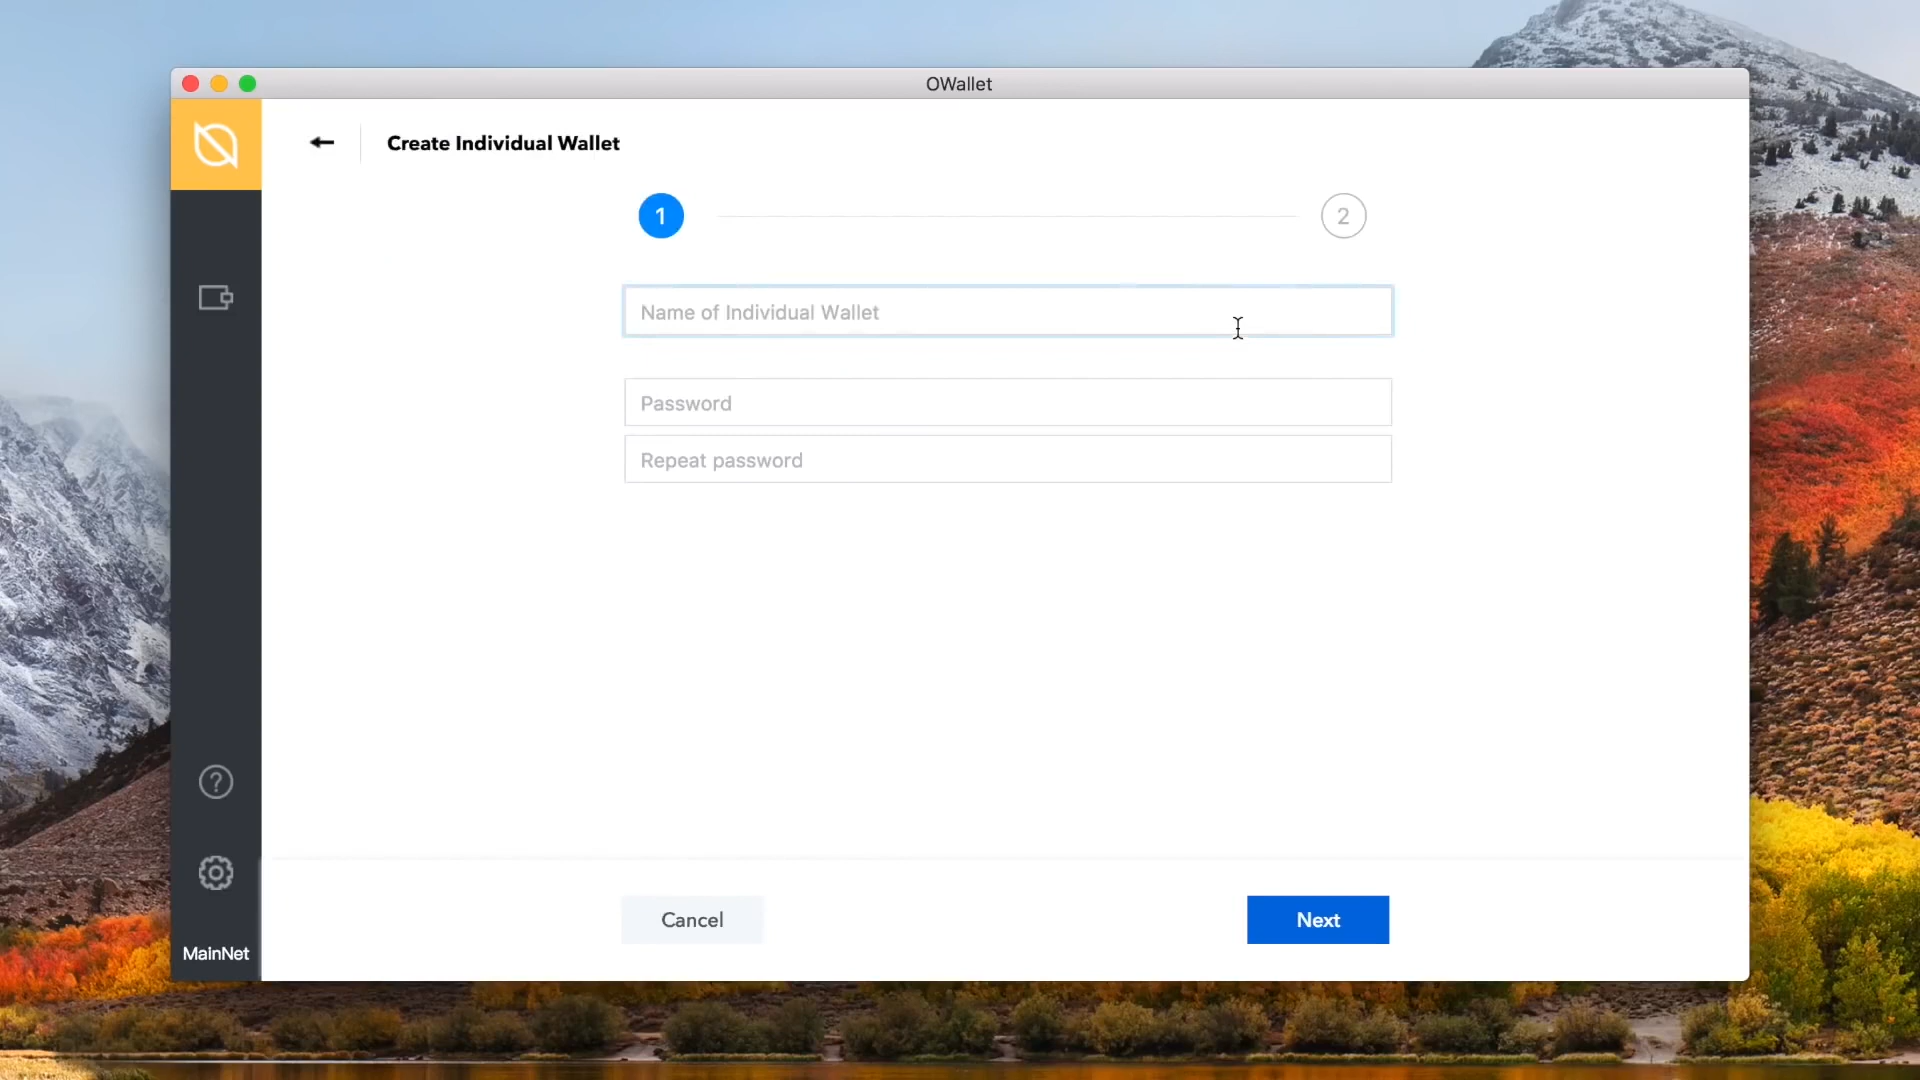 OWallet
Create Individual Wallet
1
2
Name of Individual Wallet
Password
Repeat password
?
MainNet
Cancel
Next